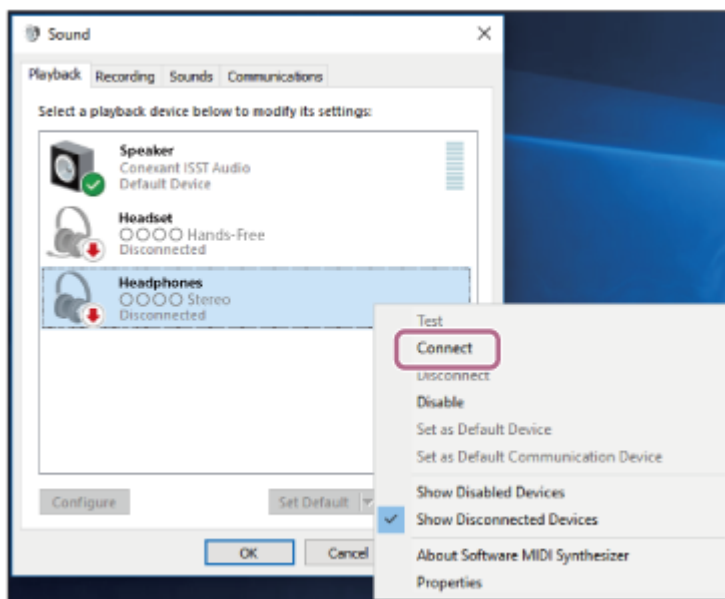 Sound
Playback Recording Sounds Communications
Select a playback device below to modify its settings:
Speaker
Conexant ISST Audio
Default Device
Headset
○○○○ Hands-Free
Disconnected
Headphones
○○○○ Stereo
Disconnected
Test
Connect
Disconnect
Disable
Set as Default Device
Set as Default Communication Device
Show Disabled Devices
Show Disconnected Devices
About Software MIDI Synthesizer
Properties
Configure Set Default
OK Cancel